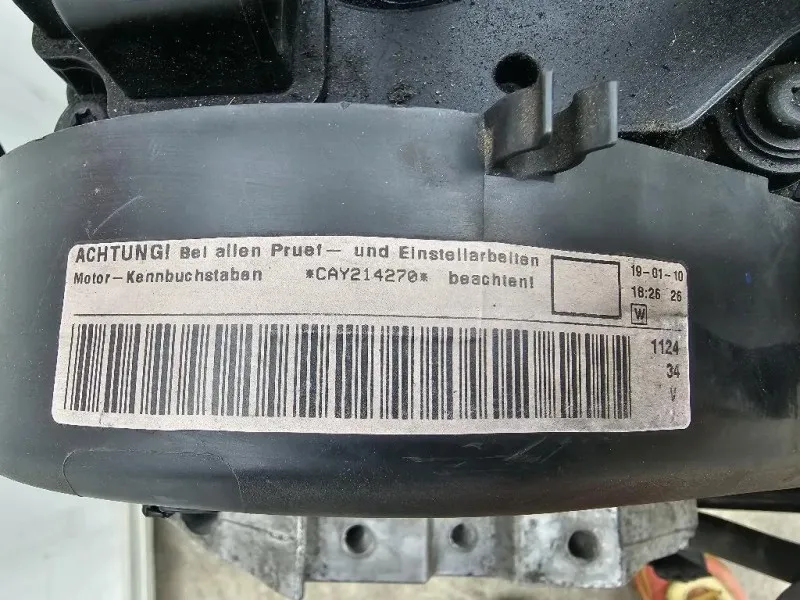 ACHTUNG! Bei allen Pruef- und Einstellarbeiten
Motor-Kennbuchstaben *CAY214270* beachten!
19-01-10
18:26 26
W
1124
34
V